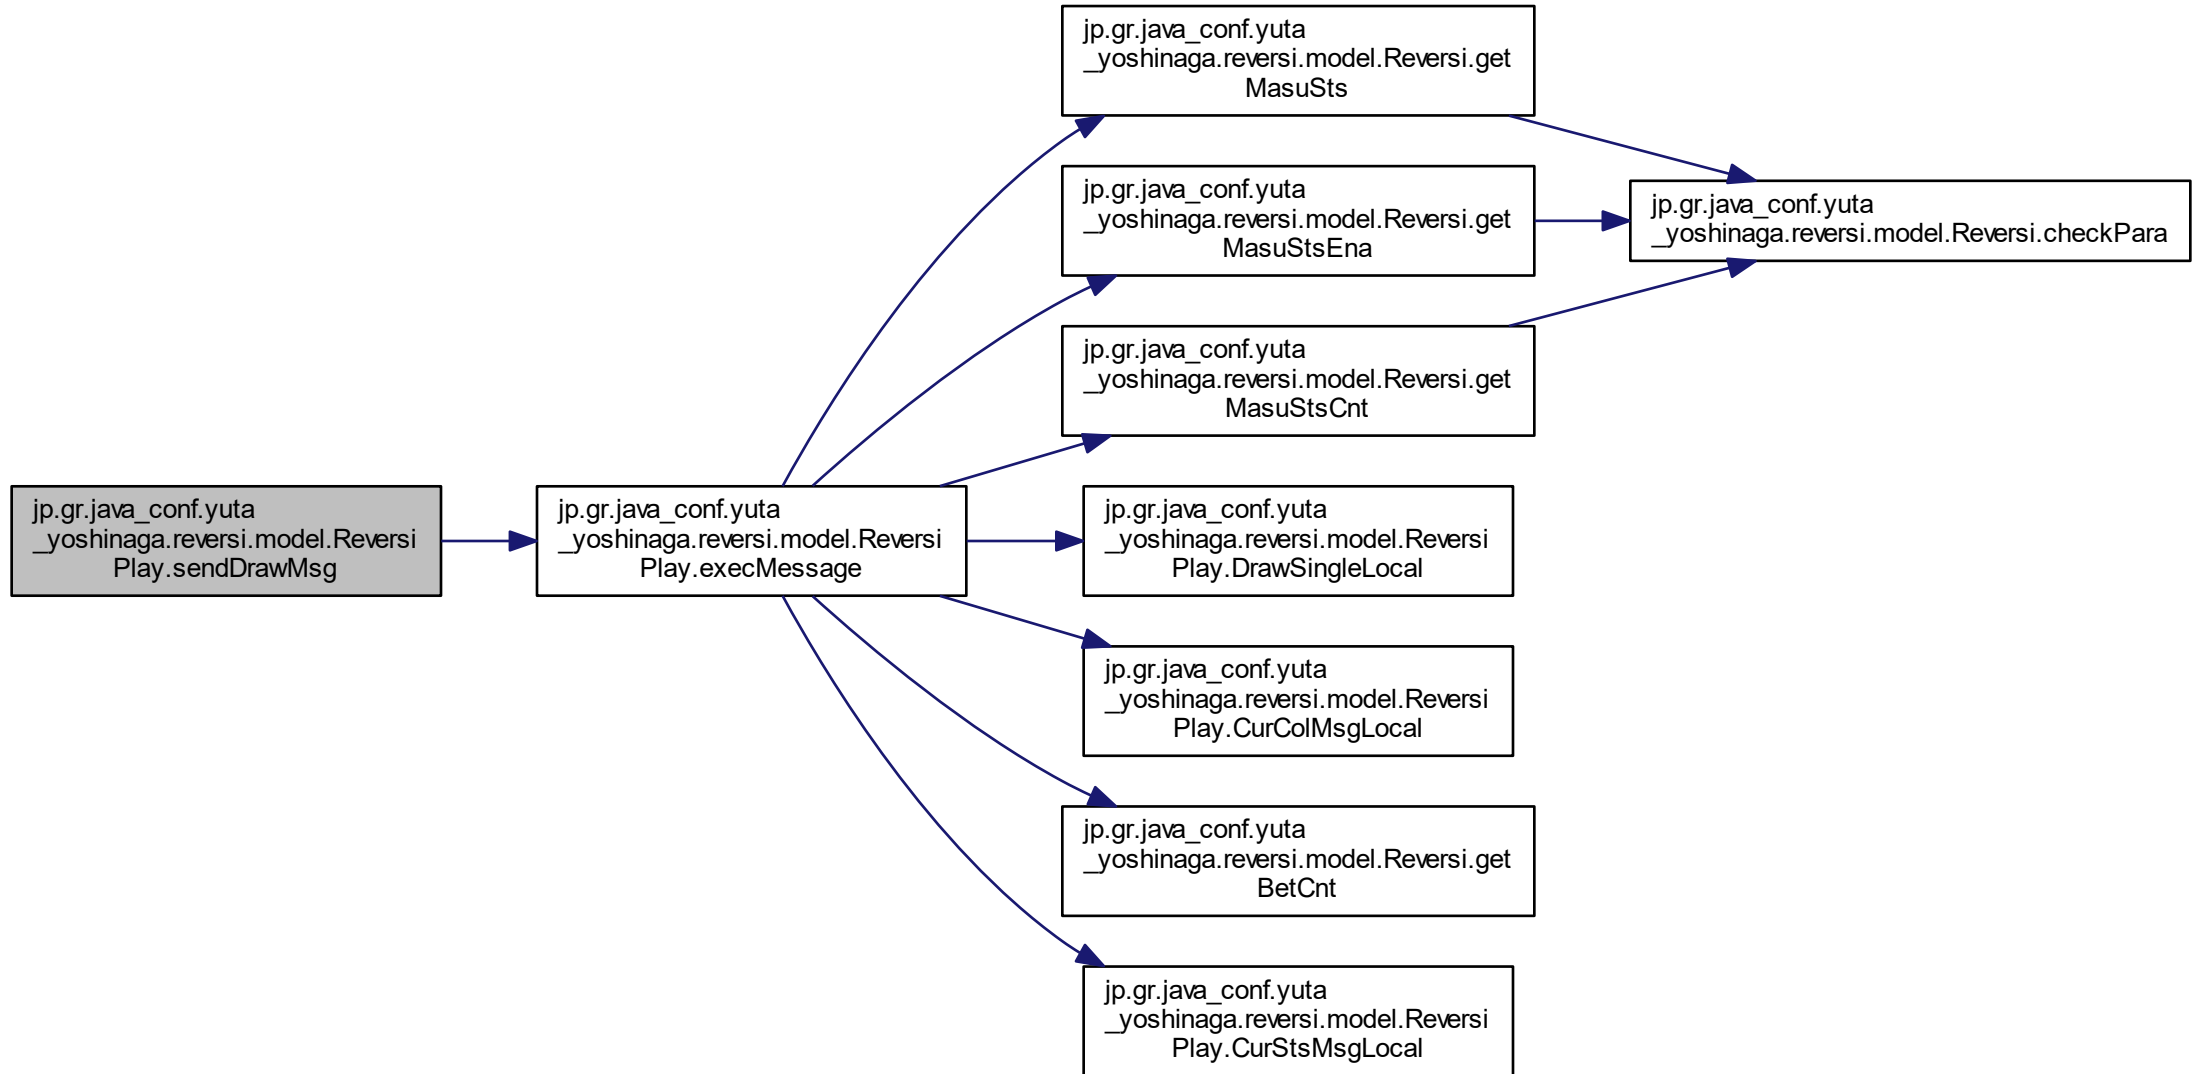 jp.gr.java_conf.yuta
_yoshinaga.reversi.model.Reversi
Play.sendDrawMsg
jp.gr.java_conf.yuta
_yoshinaga.reversi.model.Reversi
Play.execMessage
jp.gr.java_conf.yuta
_yoshinaga.reversi.model.Reversi.get
MasuSts
jp.gr.java_conf.yuta
_yoshinaga.reversi.model.Reversi.get
MasuStsEna
jp.gr.java_conf.yuta
_yoshinaga.reversi.model.Reversi.get
MasuStsCnt
jp.gr.java_conf.yuta
_yoshinaga.reversi.model.Reversi
Play.DrawSingleLocal
jp.gr.java_conf.yuta
_yoshinaga.reversi.model.Reversi
Play.CurColMsgLocal
jp.gr.java_conf.yuta
_yoshinaga.reversi.model.Reversi.get
BetCnt
jp.gr.java_conf.yuta
_yoshinaga.reversi.model.Reversi
Play.CurStsMsgLocal
jp.gr.java_conf.yuta
_yoshinaga.reversi.model.Reversi.checkPara